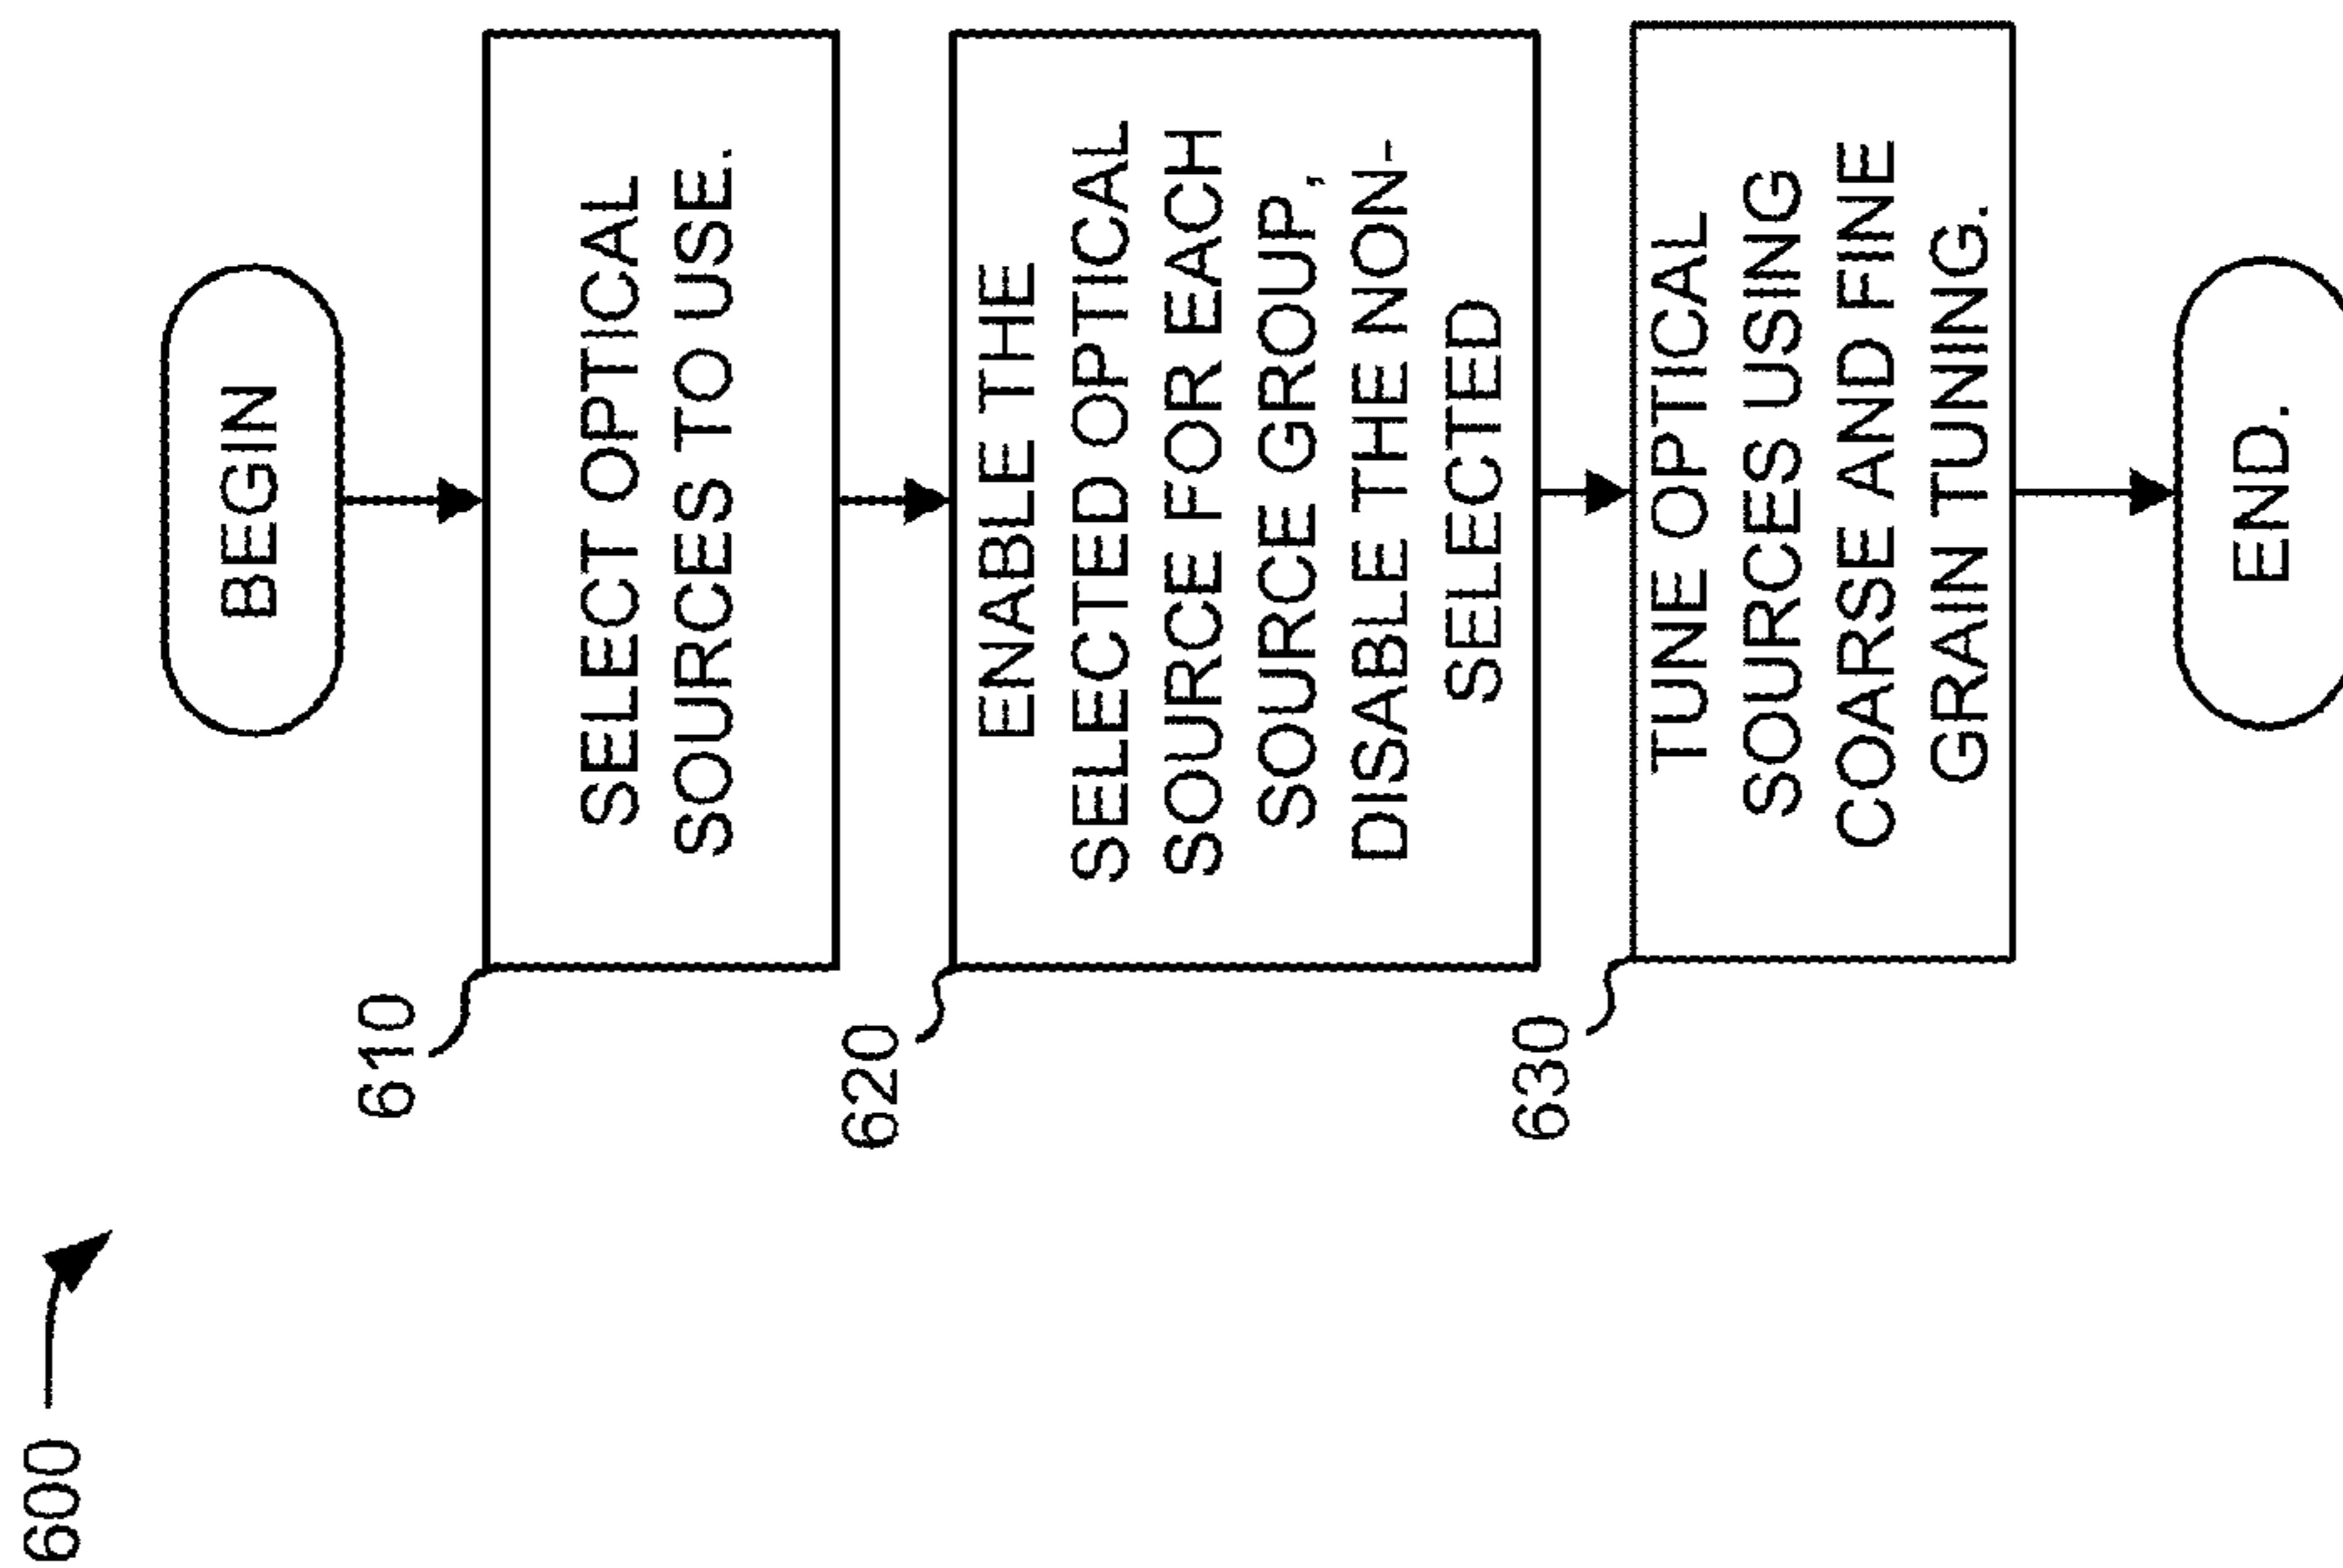 600
BEGIN
610
SELECT OPTICAL
SOURCES TO USE.
620
ENABLE THE
SELECTED OPTICAL
SOURCE FOR EACH
SOURCE GROUP,
DISABLE THE NON-
SELECTED
630
TUNE OPTICAL
SOURCES USING
COARSE AND FINE
GRAIN TUNING.
END.